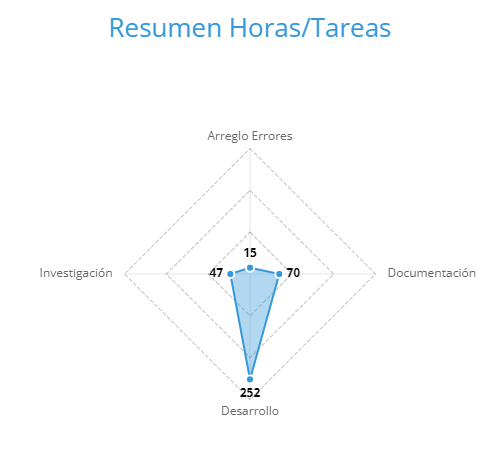 Resumen Horas/Tareas
Arreglo Errores
15
Investigación
47
70
Documentación
252
Desarrollo